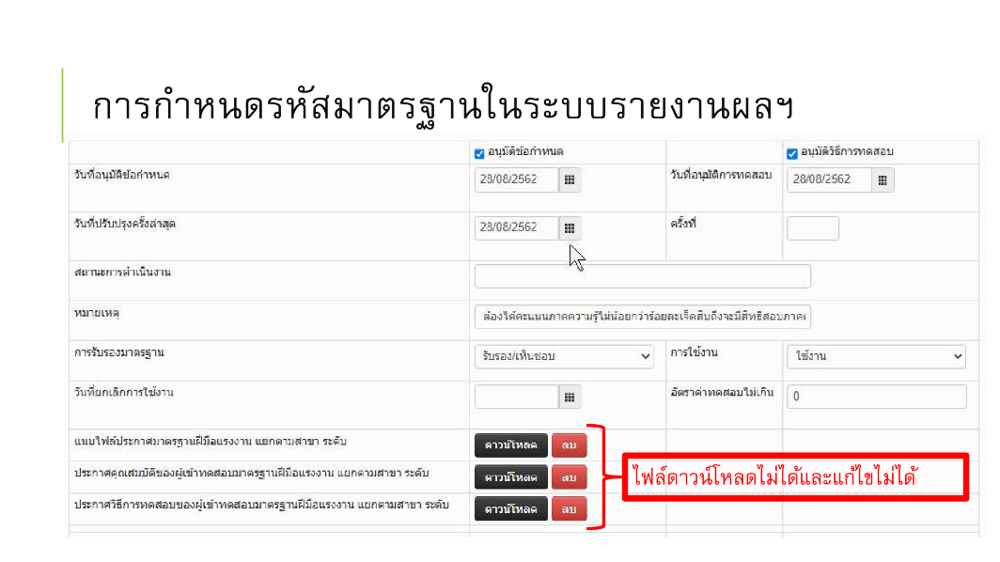 การกำหนดรหัสมาตรฐานในระบบรายงานผลฯ
อนุมัติข้อกำหนด อนุมัติวิธีการทดสอบ
วันที่อนุมัติข้อกำหนด 28/08/2562 วันที่อนุมัติการทดสอบ 28/08/2562
วันที่ปรับปรุงครั้งล่าสุด 28/08/2562 ครั้งที่
สถานะการดำเนินงาน
หมายเหตุ ต้องได้คะแนนภาคความรู้ไม่น้อยกว่าร้อยละเจ็ดสิบถึงจะมีสิทธิสอบภาคค
การรับรองมาตรฐาน รับรอง/เห็นชอบ การใช้งาน ใช้งาน
วันที่ยกเลิกการใช้งาน อัตราค่าทดสอบไม่เกิน 0
แนบไฟล์ประกาศมาตรฐานฝีมือแรงงาน แยกตามสาขา ระดับ ดาวน์โหลด ลบ
ประกาศคุณสมบัติของผู้เข้าทดสอบมาตรฐานฝีมือแรงงาน แยกตามสาขา ระดับ ดาวน์โหลด ลบ
ไฟล์ดาวน์โหลดไม่ได้และแก้ไขไม่ได้
ประกาศวิธีการทดสอบของผู้เข้าทดสอบมาตรฐานฝีมือแรงงาน แยกตามสาขา ระดับ ดาวน์โหลด ลบ